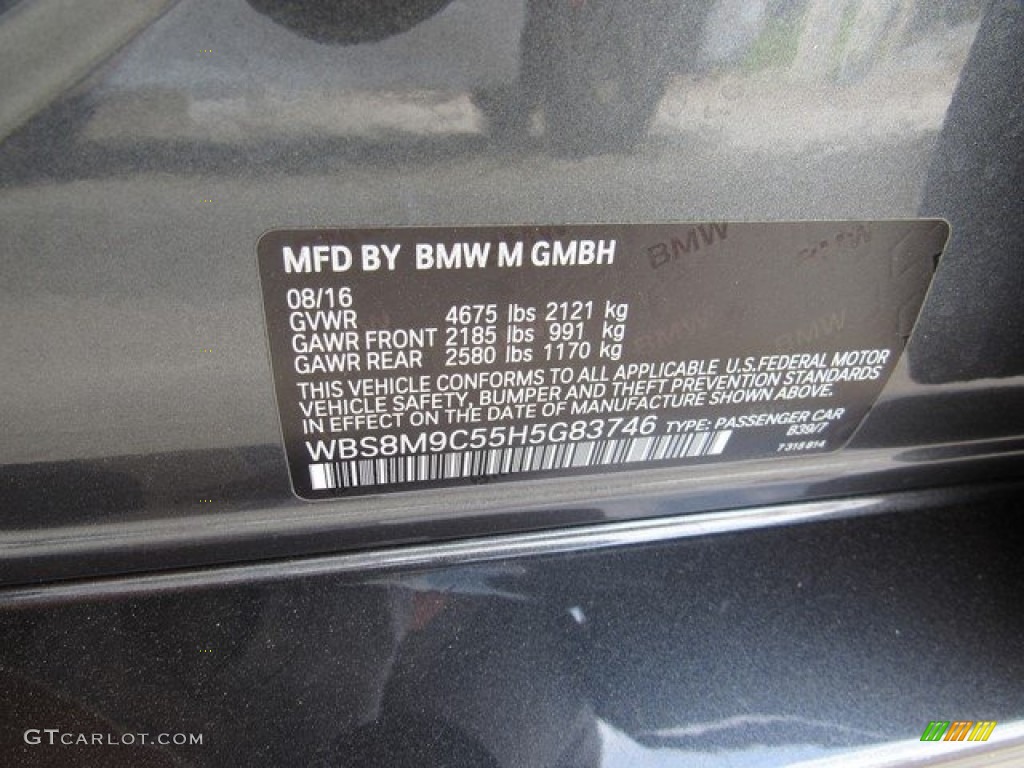 MFD BY BMW M GMBH
BMW
BMW
08/16
GVWR 4675 lbs 2121 kg
GAWR FRONT 2185 lbs 991 kg
GAWR REAR 2580 lbs 1170 kg
BMW
THIS VEHICLE CONFORMS TO ALL APPLICABLE U.S.FEDERAL MOTOR
VEHICLE SAFETY, BUMPER AND THEFT PREVENTION STANDARDS
IN EFFECT ON THE DATE OF MANUFACTURE SHOWN ABOVE.
WBS8M9C55H5G83746 TYPE: PASSENGER CAR
B39/7
7 318 814
GTCARLOT.COM